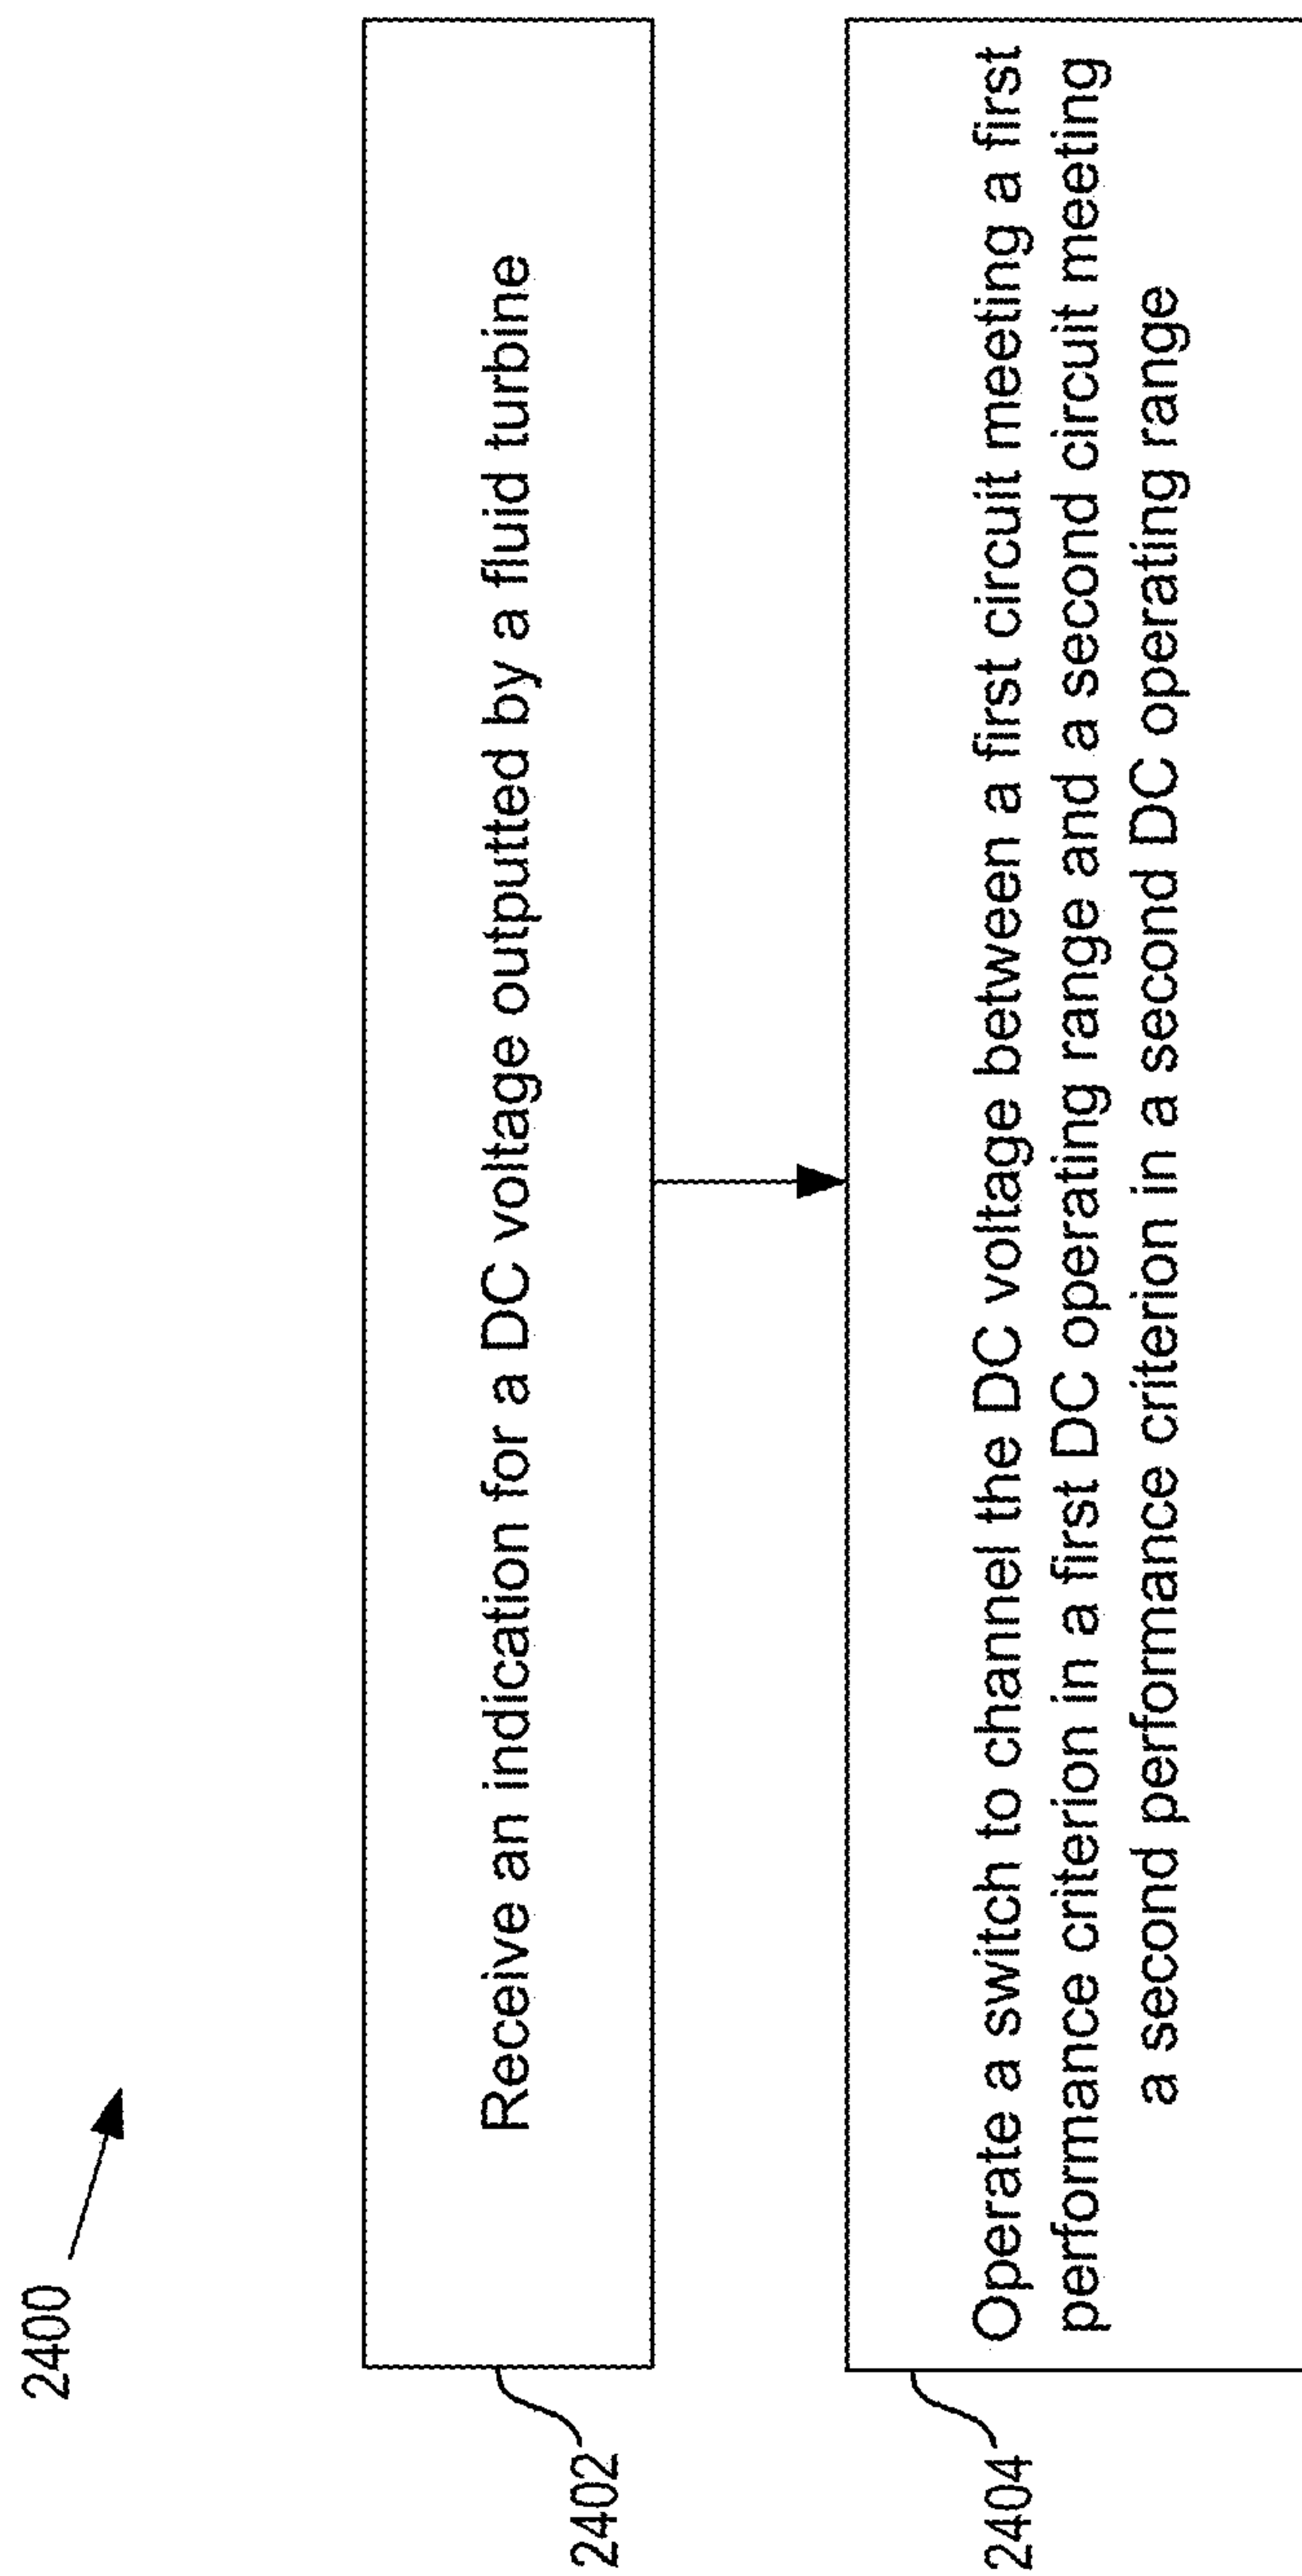 2400
2402
Receive an indication for a DC voltage outputted by a fluid turbine
2404
Operate a switch to channel the DC voltage between a first circuit meeting a first
performance criterion in a first DC operating range and a second circuit meeting
a second performance criterion in a second DC operating range